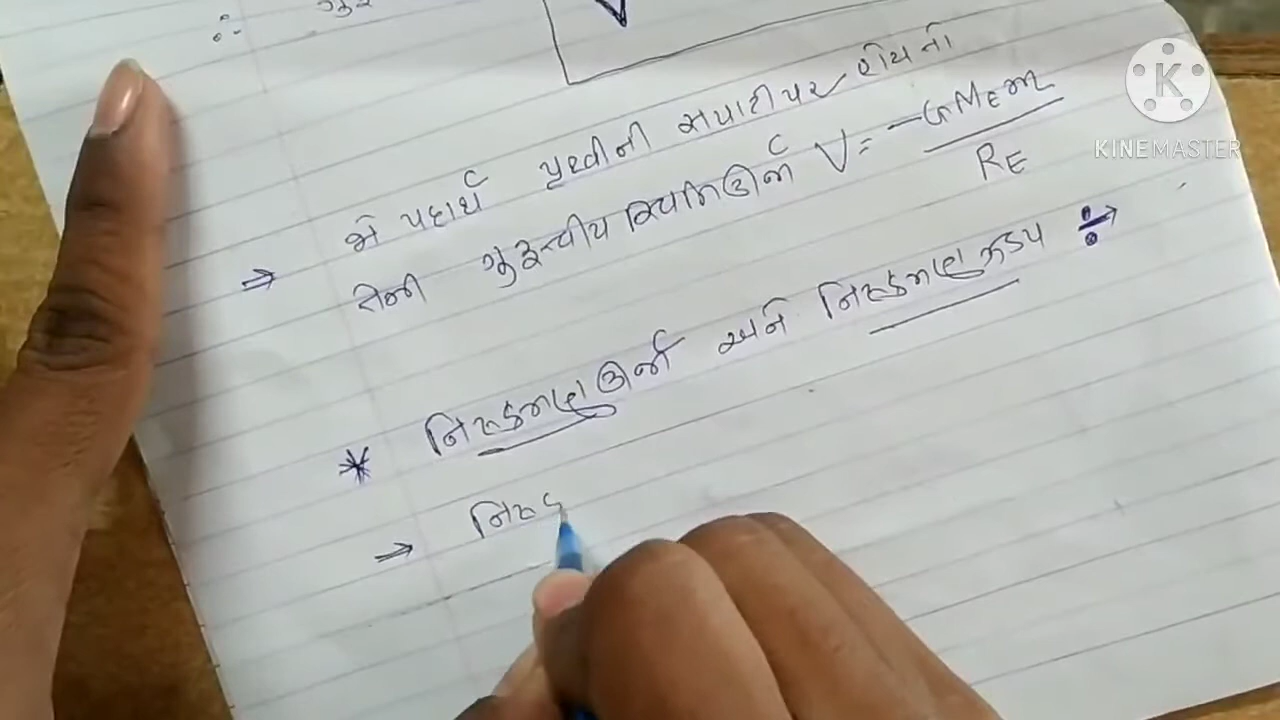 ∴ ગુરુ
⇒ જો પદાર્થ પૃથ્વીની સપાટી પર હોય તો
તેની ગુરુત્વીય સ્થિતિઊર્જા V = -GMEm / RE
* નિષ્ક્રમણ ઊર્જા અને નિષ્ક્રમણ ઝડપ ÷→
→ નિષ્ક
KINEMASTER